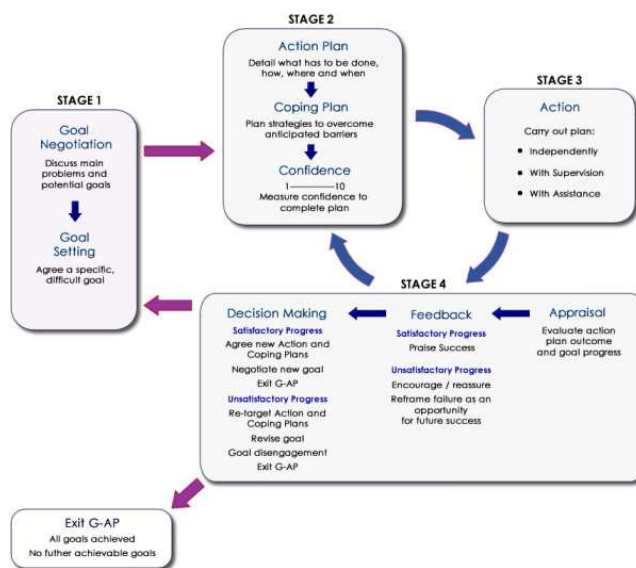 STAGE 1
Goal
Negotiation
Discuss main
problems and
potential goals
Goal
Setting
Agree a specific,
difficult goal
STAGE 2
Action Plan
Detail what has to be done,
how, where and when
Coping Plan
Plan strategies to overcome
anticipated barriers
Confidence
1————10
Measure confidence to
complete plan
STAGE 3
Action
Carry out plan:
• Independently
• With Supervision
• With Assistance
STAGE 4
Decision Making
Satisfactory Progress
Agree new Action and
Coping Plans
Negotiate new goal
Exit G-AP
Unsatisfactory Progress
Re-target Action and
Coping Plans
Revise goal
Goal disengagement
Exit G-AP
Feedback
Satisfactory Progress
Praise Success
Unsatisfactory Progress
Encourage / reassure
Reframe failure as an
opportunity
for future success
Appraisal
Evaluate action
plan outcome
and goal progress
Exit G-AP
All goals achieved
No futher achievable goals